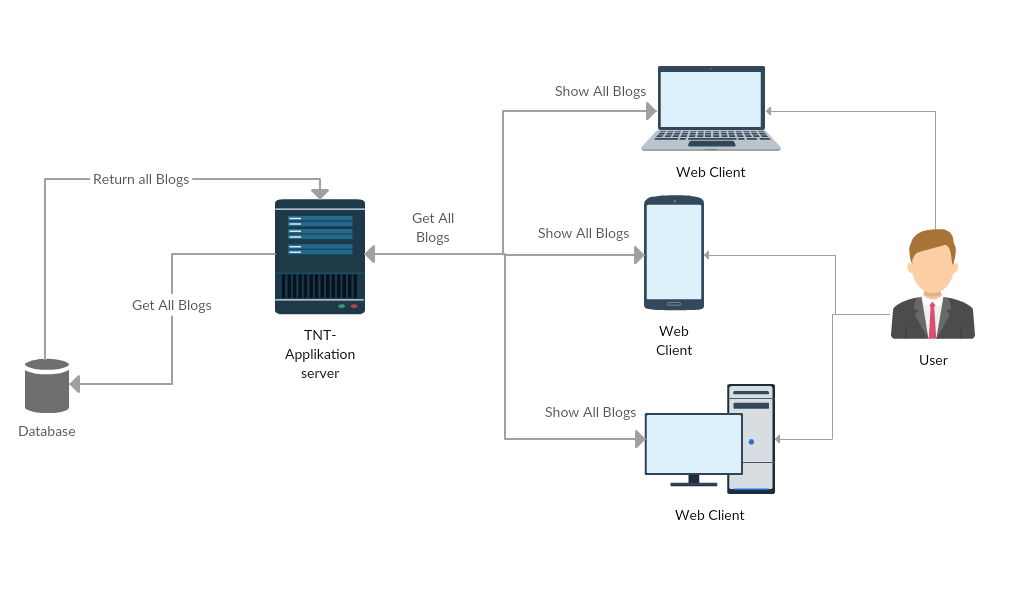 Show All Blogs
Web Client
Return all Blogs
Get All
Blogs
Show All Blogs
Get All Blogs
TNT-
Applikation
server
Web
Client
User
Database
Show All Blogs
Web Client